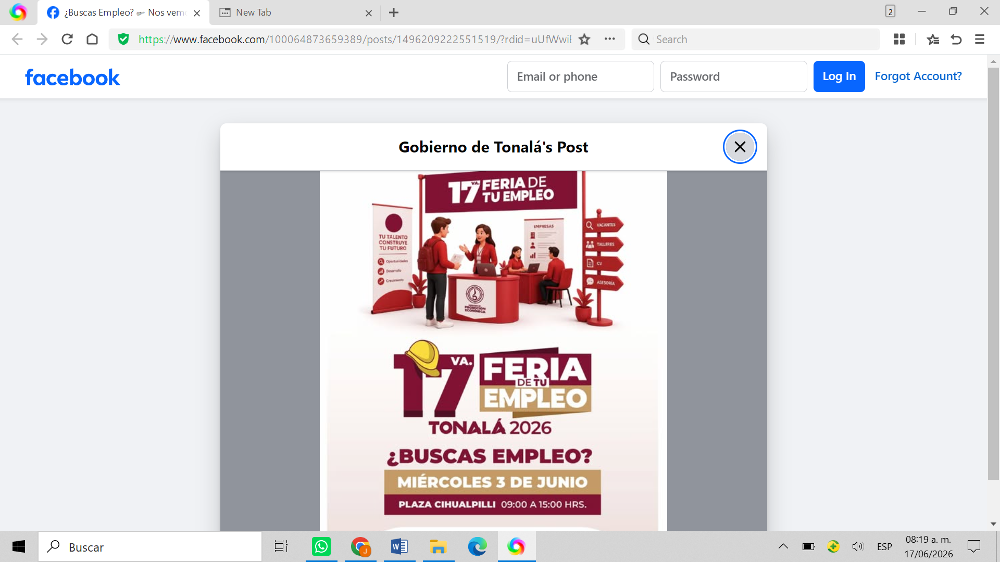 ¿Buscas Empleo? Nos vem
New Tab
2
https://www.facebook.com/100064873659389/posts/1496209222551519/?rdid=uUfWwiE
Search
facebook
Email or phone
Password
Log In
Forgot Account?
Gobierno de Tonalá's Post
17VA. FERIA DE
TU EMPLEO
TU TALENTO
CONSTRUYE
TU FUTURO
Oportunidades
Desarrollo
Crecimiento
EMPRESAS
VACANTES
TALLERES
CV
ASESORÍA
PROMOCIÓN
ECONÓMICA
17 VA. FERIA
DE TU
EMPLEO
TONALÁ 2026
¿BUSCAS EMPLEO?
MIÉRCOLES 3 DE JUNIO
PLAZA CIHUALPILLI 09:00 A 15:00 HRS.
Buscar
J
W
ESP
08:19 a. m.
17/06/2026